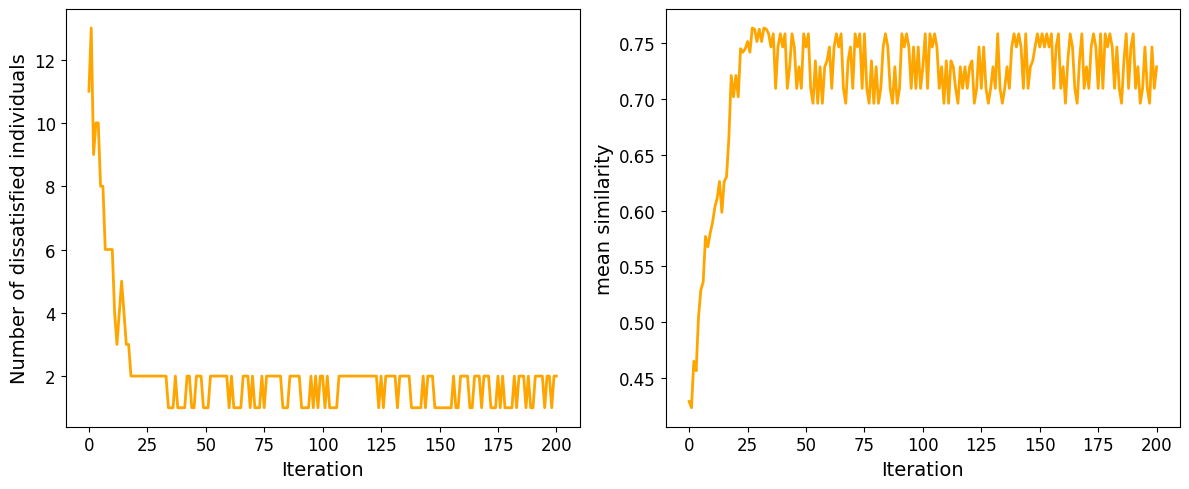 Number of dissatisfied individuals
12
10
8
6
4
2
0 25 50 75 100 125 150 175 200
Iteration
mean similarity
0.75
0.70
0.65
0.60
0.55
0.50
0.45
0 25 50 75 100 125 150 175 200
Iteration